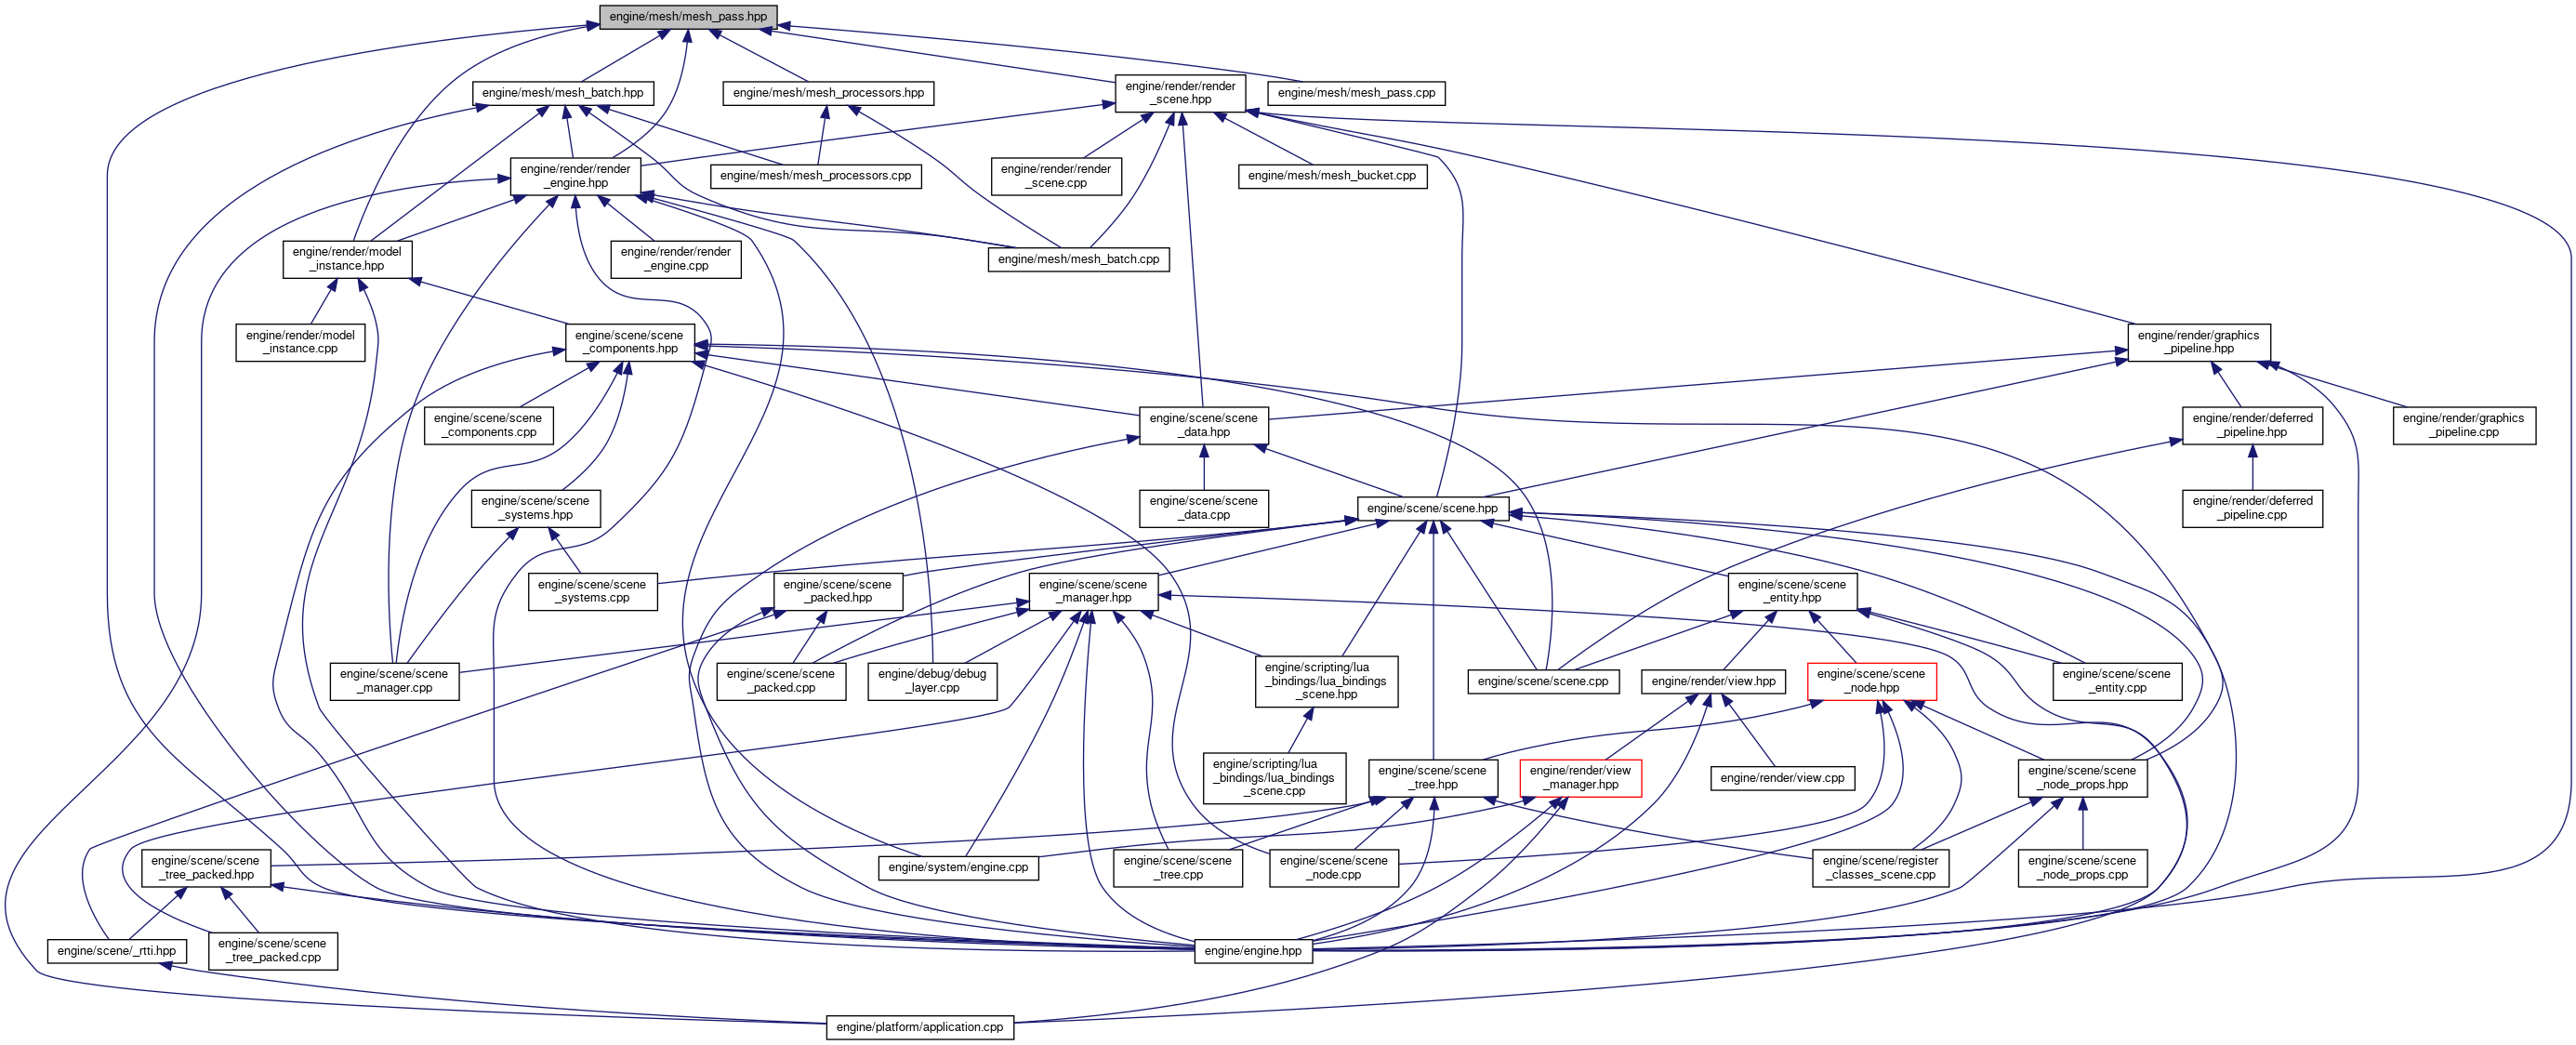 engine/mesh/mesh_pass.hpp
engine/mesh/mesh_batch.hpp
engine/mesh/mesh_processors.hpp
engine/render/render
_scene.hpp
engine/mesh/mesh_pass.cpp
engine/render/render
_engine.hpp
engine/mesh/mesh_processors.cpp
engine/render/render
_scene.cpp
engine/mesh/mesh_bucket.cpp
engine/render/model
_instance.hpp
engine/render/render
_engine.cpp
engine/mesh/mesh_batch.cpp
engine/render/model
_instance.cpp
engine/scene/scene
_components.hpp
engine/render/graphics
_pipeline.hpp
engine/scene/scene
_components.cpp
engine/scene/scene
_data.hpp
engine/render/deferred
_pipeline.hpp
engine/render/graphics
_pipeline.cpp
engine/scene/scene
_systems.hpp
engine/scene/scene
_data.cpp
engine/scene/scene.hpp
engine/render/deferred
_pipeline.cpp
engine/scene/scene
_systems.cpp
engine/scene/scene
_packed.hpp
engine/scene/scene
_manager.hpp
engine/scene/scene
_entity.hpp
engine/scene/scene
_manager.cpp
engine/scene/scene
_packed.cpp
engine/debug/debug
_layer.cpp
engine/scripting/lua
_bindings/lua_bindings
_scene.hpp
engine/scene/scene.cpp
engine/render/view.hpp
engine/scene/scene
_node.hpp
engine/scene/scene
_entity.cpp
engine/scripting/lua
_bindings/lua_bindings
_scene.cpp
engine/scene/scene
_tree.hpp
engine/render/view
_manager.hpp
engine/render/view.cpp
engine/scene/scene
_node_props.hpp
engine/scene/scene
_tree_packed.hpp
engine/system/engine.cpp
engine/scene/scene
_tree.cpp
engine/scene/scene
_node.cpp
engine/scene/register
_classes_scene.cpp
engine/scene/scene
_node_props.cpp
engine/scene/_rtti.hpp
engine/scene/scene
_tree_packed.cpp
engine/engine.hpp
engine/platform/application.cpp